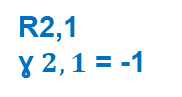 R2,1
ɣ 2, 1 = -1